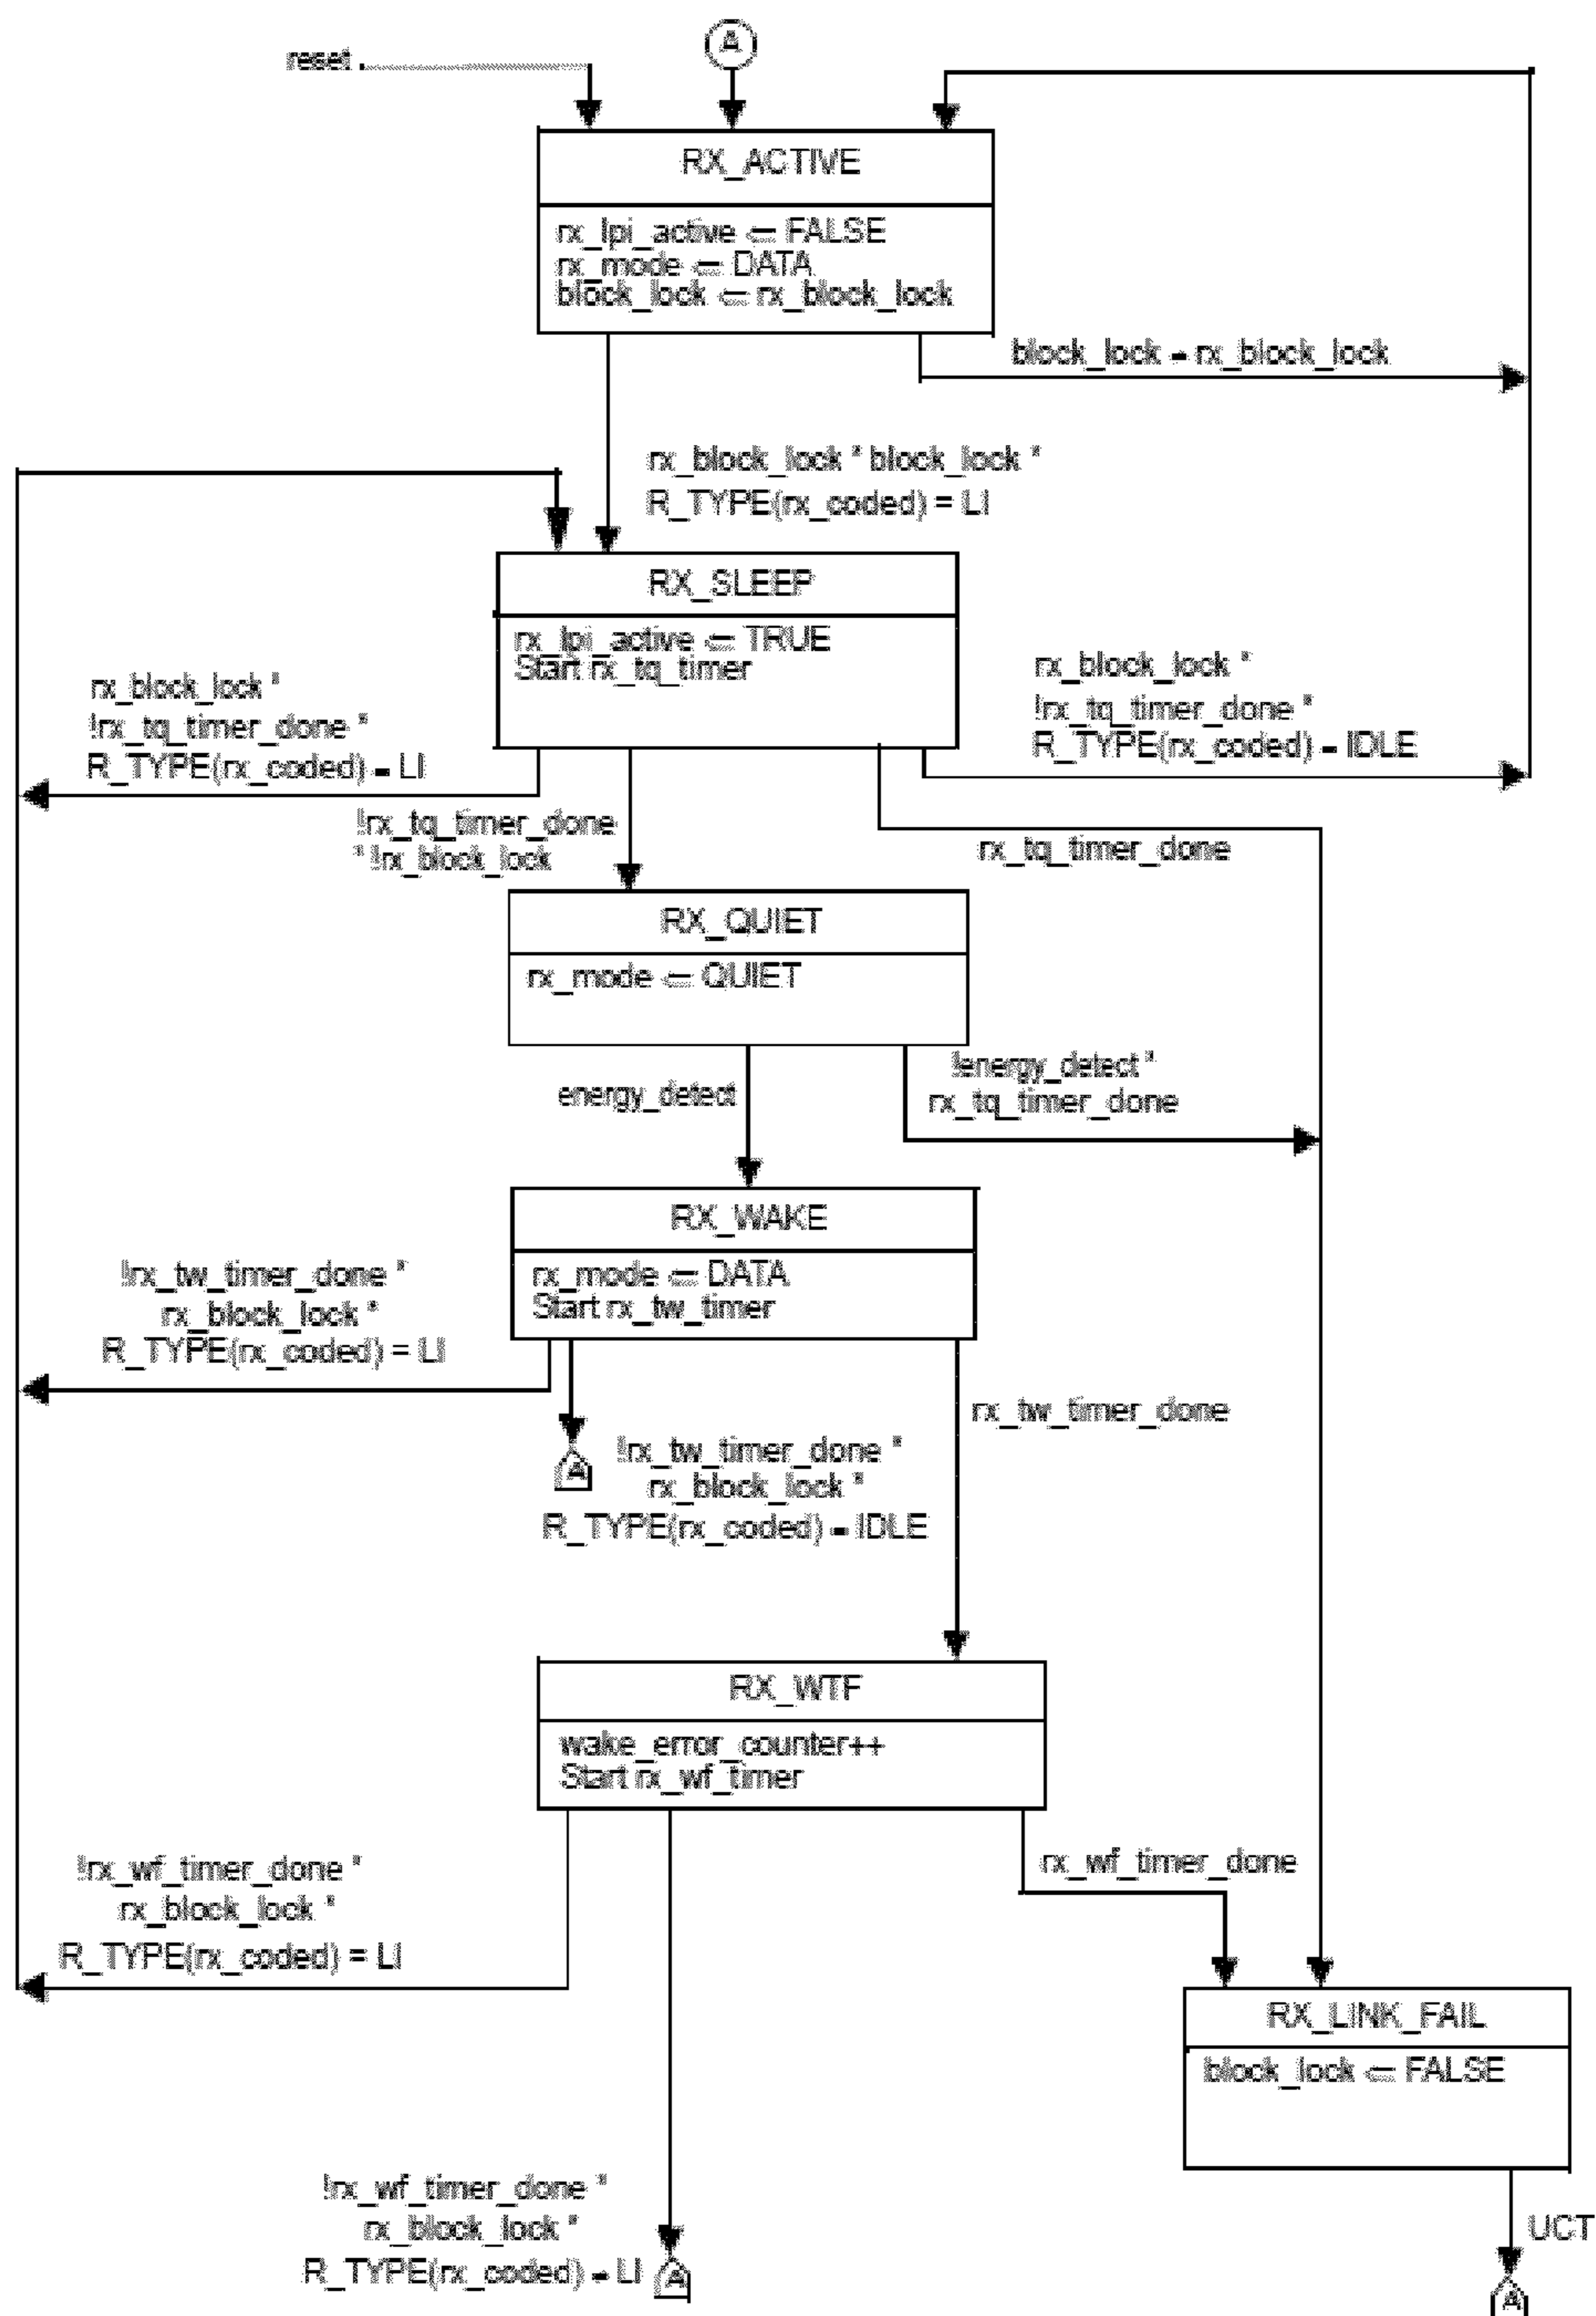 A
reset
RX_ACTIVE
rx_lpi_active ⇐ FALSE
rx_mode ⇐ DATA
block_lock ⇐ rx_block_lock
block_lock = rx_block_lock
rx_block_lock * block_lock *
R_TYPE(rx_coded) = LI
RX_SLEEP
rx_lpi_active ⇐ TRUE
Start rx_tq_timer
rx_block_lock *
!rx_tq_timer_done *
R_TYPE(rx_coded) = LI
rx_block_lock *
!rx_tq_timer_done *
R_TYPE(rx_coded) = IDLE
!rx_tq_timer_done
* !rx_block_lock
rx_tq_timer_done
RX_QUIET
rx_mode ⇐ QUIET
energy_detect
!energy_detect *
rx_tq_timer_done
RX_WAKE
rx_mode ⇐ DATA
Start rx_tw_timer
!rx_tw_timer_done *
rx_block_lock *
R_TYPE(rx_coded) = LI
rx_tw_timer_done
A
!rx_tw_timer_done *
rx_block_lock *
R_TYPE(rx_coded) = IDLE
RX_WTF
wake_error_counter++
Start rx_wf_timer
!rx_wf_timer_done *
rx_block_lock *
R_TYPE(rx_coded) = LI
rx_wf_timer_done
RX_LINK_FAIL
block_lock ⇐ FALSE
!rx_wf_timer_done *
rx_block_lock *
R_TYPE(rx_coded) = LI
A
UCT
A